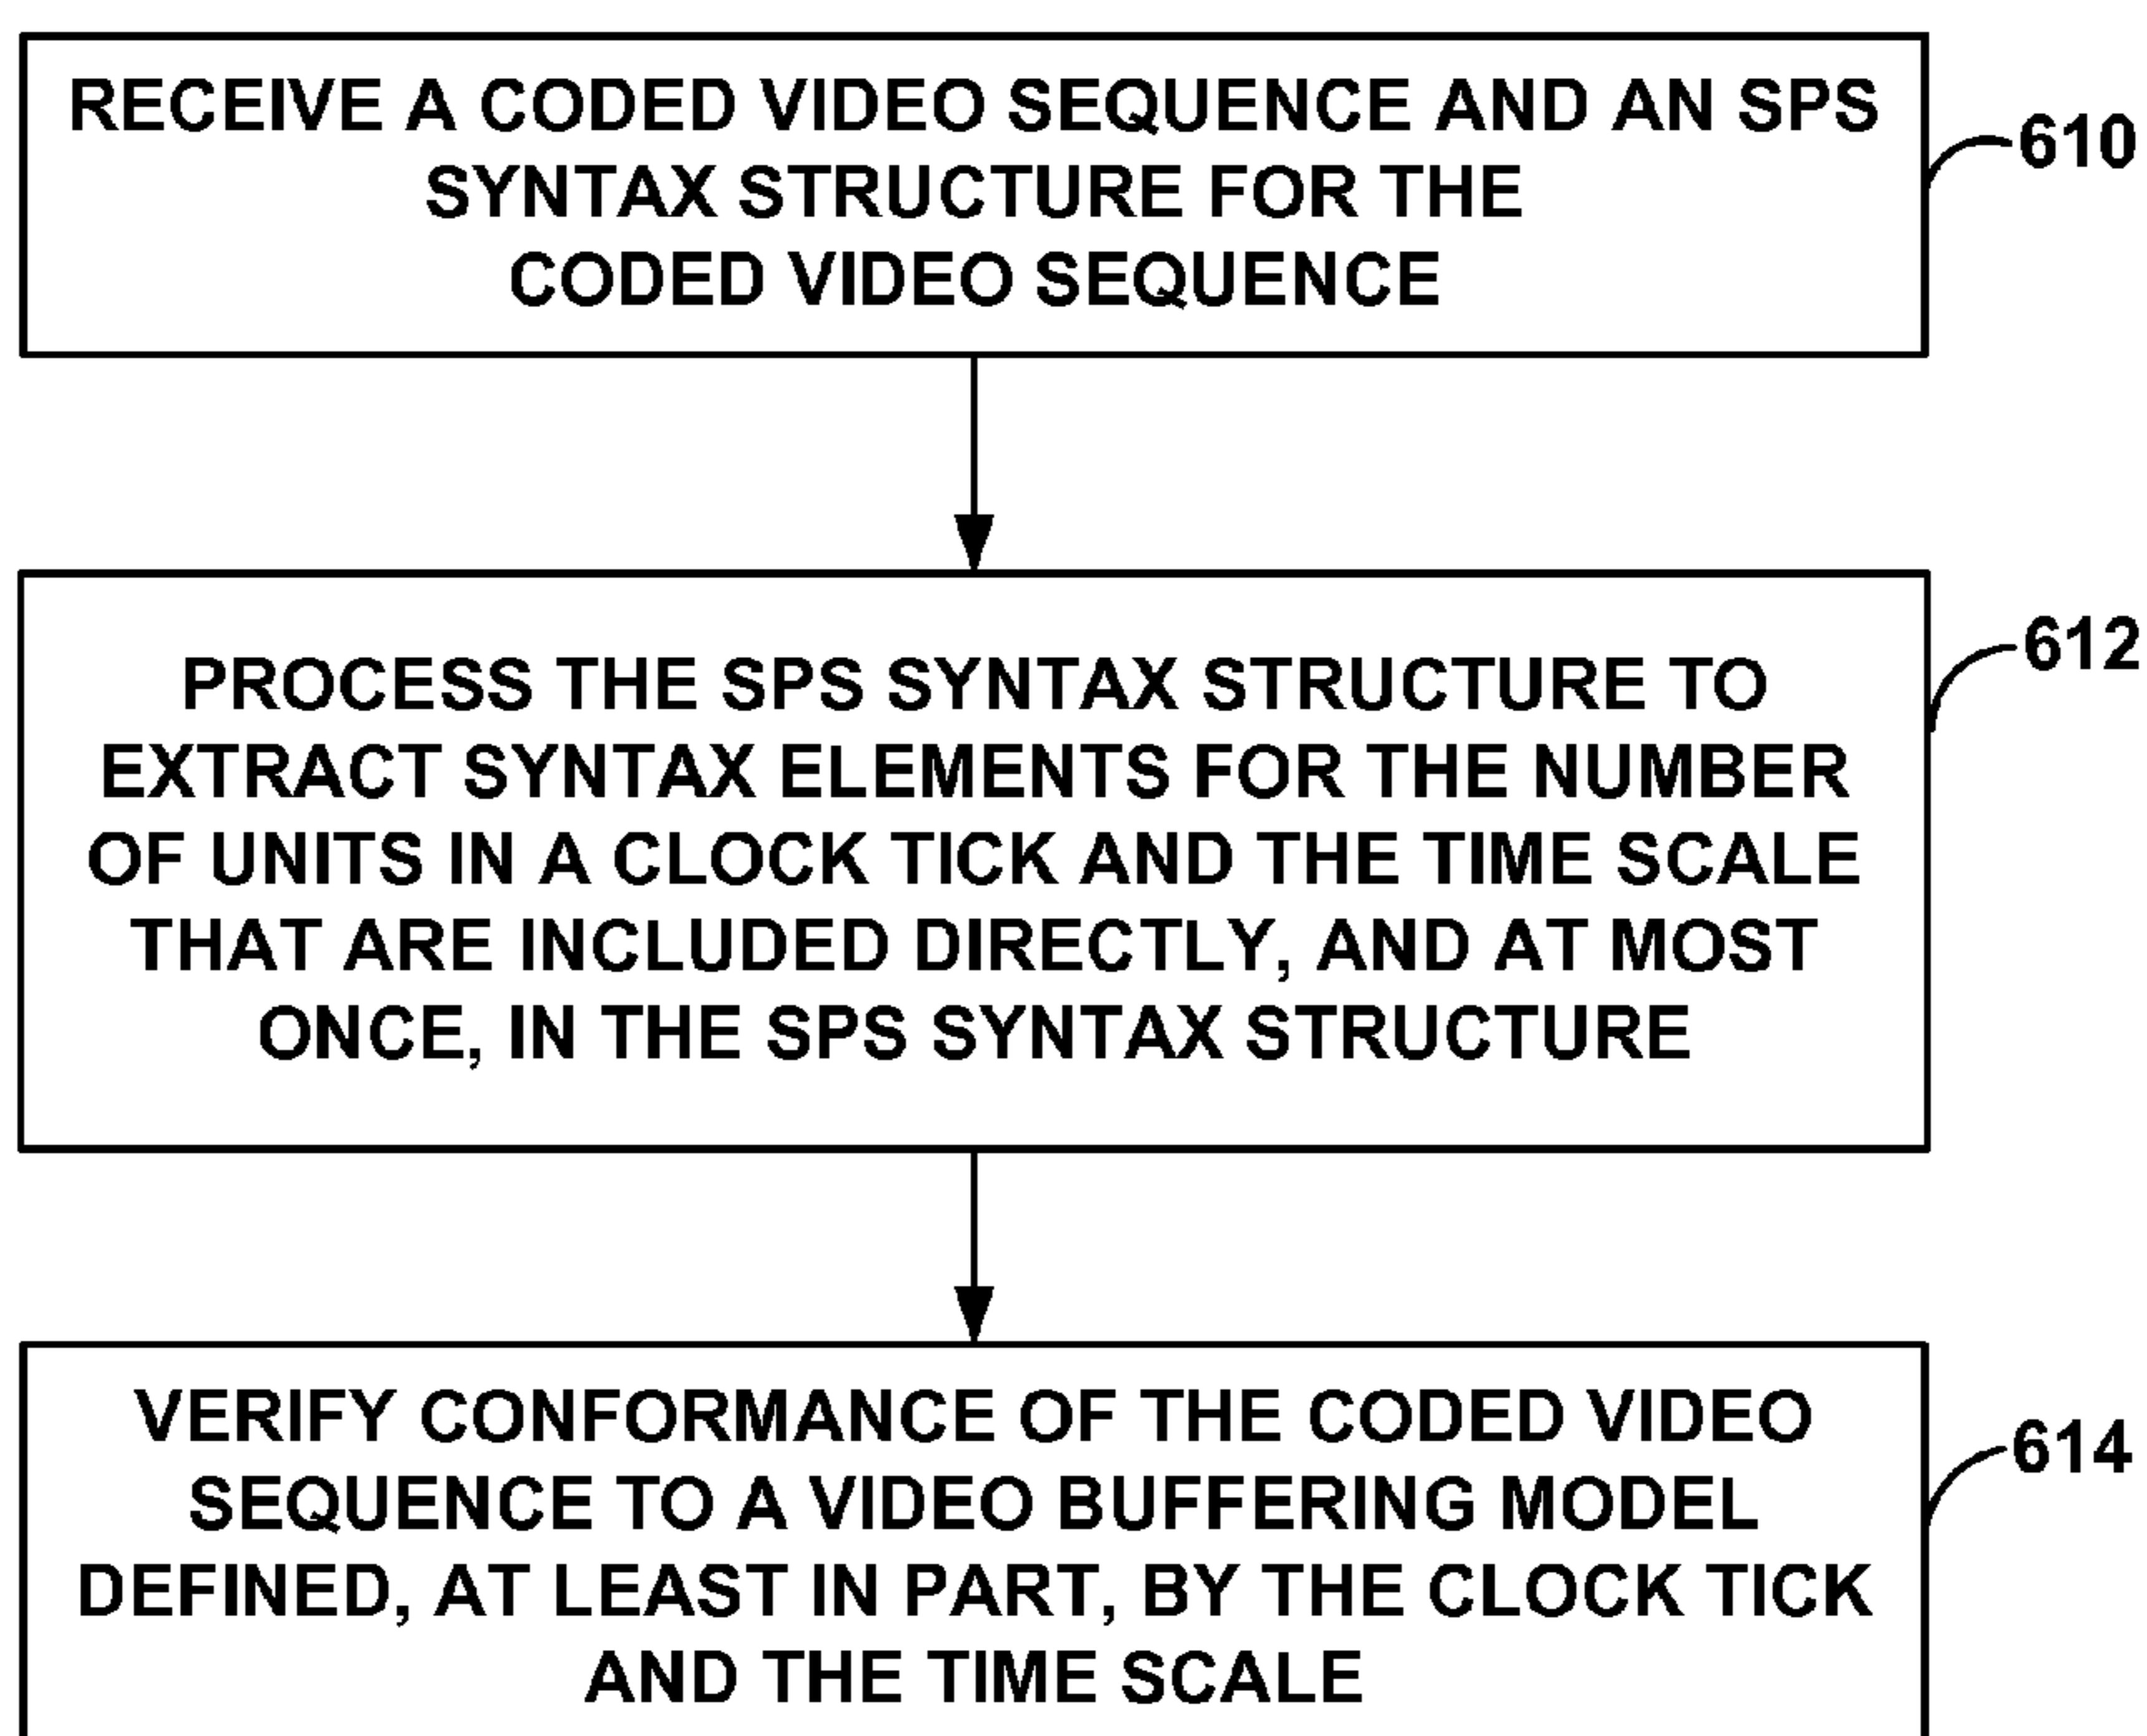 RECEIVE A CODED VIDEO SEQUENCE AND AN SPS
SYNTAX STRUCTURE FOR THE
CODED VIDEO SEQUENCE
610
PROCESS THE SPS SYNTAX STRUCTURE TO
EXTRACT SYNTAX ELEMENTS FOR THE NUMBER
OF UNITS IN A CLOCK TICK AND THE TIME SCALE
THAT ARE INCLUDED DIRECTLY, AND AT MOST
ONCE, IN THE SPS SYNTAX STRUCTURE
612
VERIFY CONFORMANCE OF THE CODED VIDEO
SEQUENCE TO A VIDEO BUFFERING MODEL
DEFINED, AT LEAST IN PART, BY THE CLOCK TICK
AND THE TIME SCALE
614